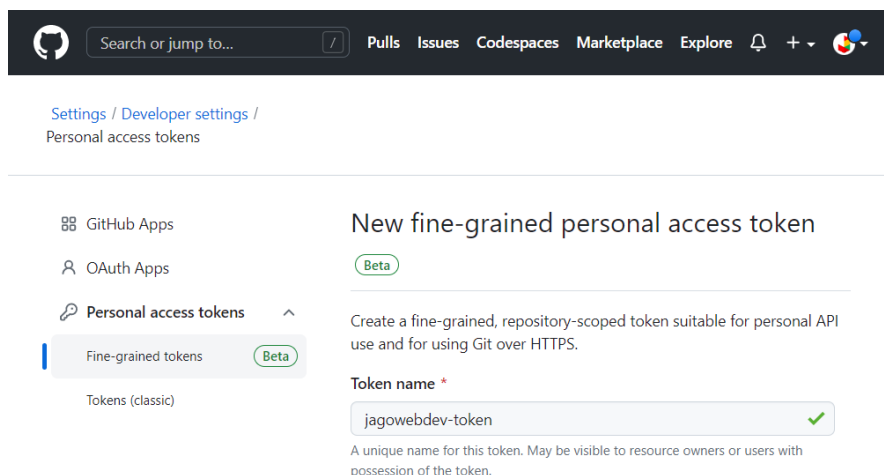 Search or jump to... / Pulls Issues Codespaces Marketplace Explore
Settings / Developer settings /
Personal access tokens
GitHub Apps
OAuth Apps
Personal access tokens
Fine-grained tokens Beta
Tokens (classic)
New fine-grained personal access token
Beta
Create a fine-grained, repository-scoped token suitable for personal API
use and for using Git over HTTPS.
Token name *
jagowebdev-token
A unique name for this token. May be visible to resource owners or users with
possession of the token.